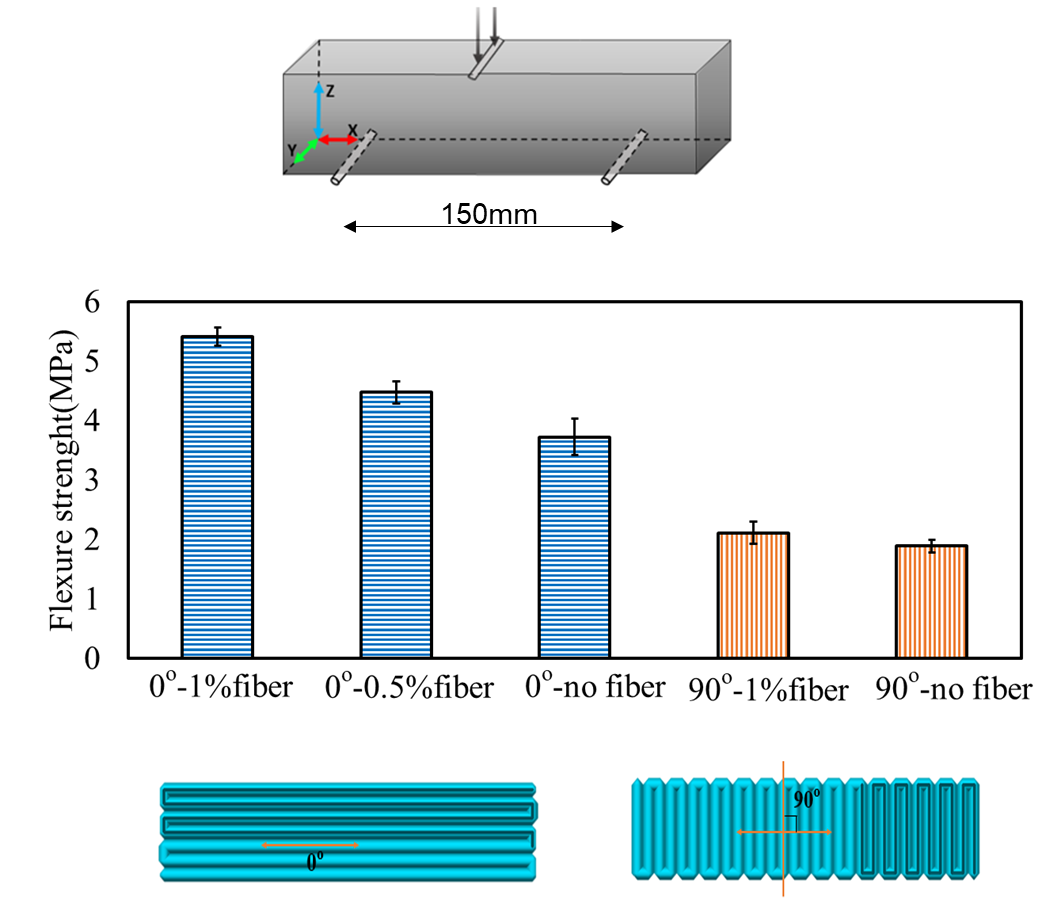 Z
X
Y
150mm
Flexure strenght(MPa)
6
5
4
3
2
1
0
0°-1%fiber
0°-0.5%fiber
0°-no fiber
90°-1%fiber
90°-no fiber
0°
90°